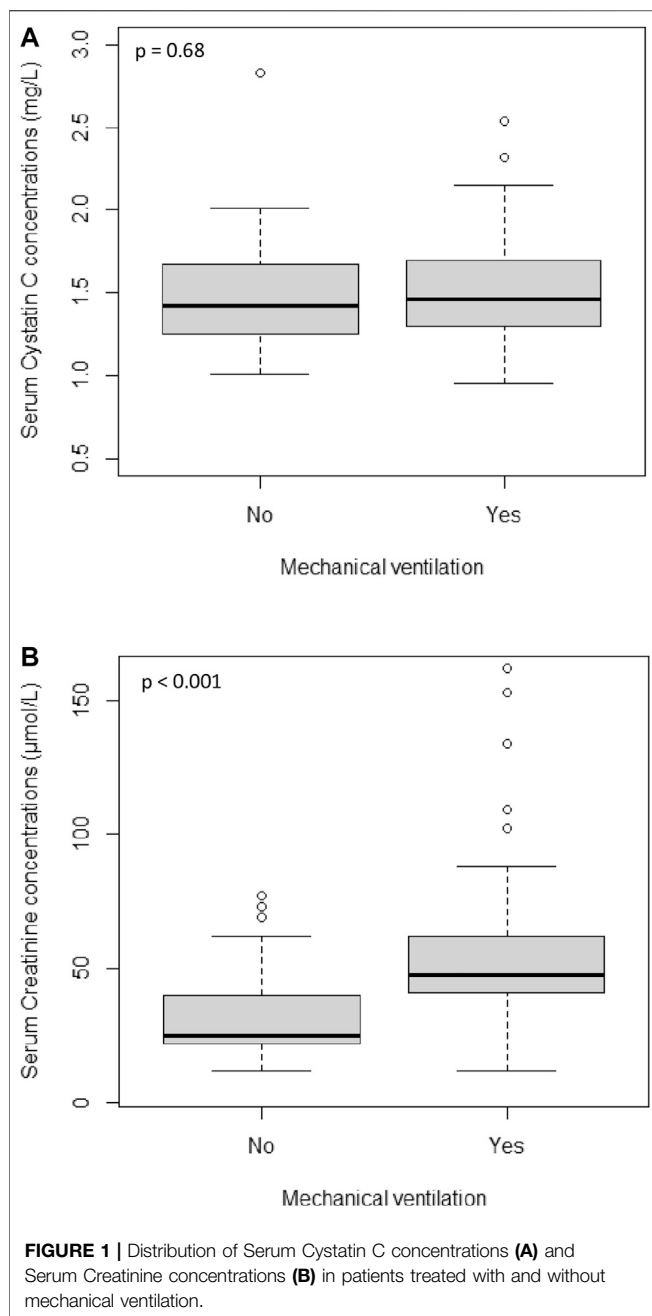 A
p = 0.68
Serum Cystatin C concentrations (mg/L)
3.0
2.5
2.0
1.5
1.0
0.5
No Yes
Mechanical ventilation
B
p < 0.001
Serum Creatinine concentrations (μmol/L)
150
100
50
0
No Yes
Mechanical ventilation
FIGURE 1 | Distribution of Serum Cystatin C concentrations (A) and
Serum Creatinine concentrations (B) in patients treated with and without
mechanical ventilation.